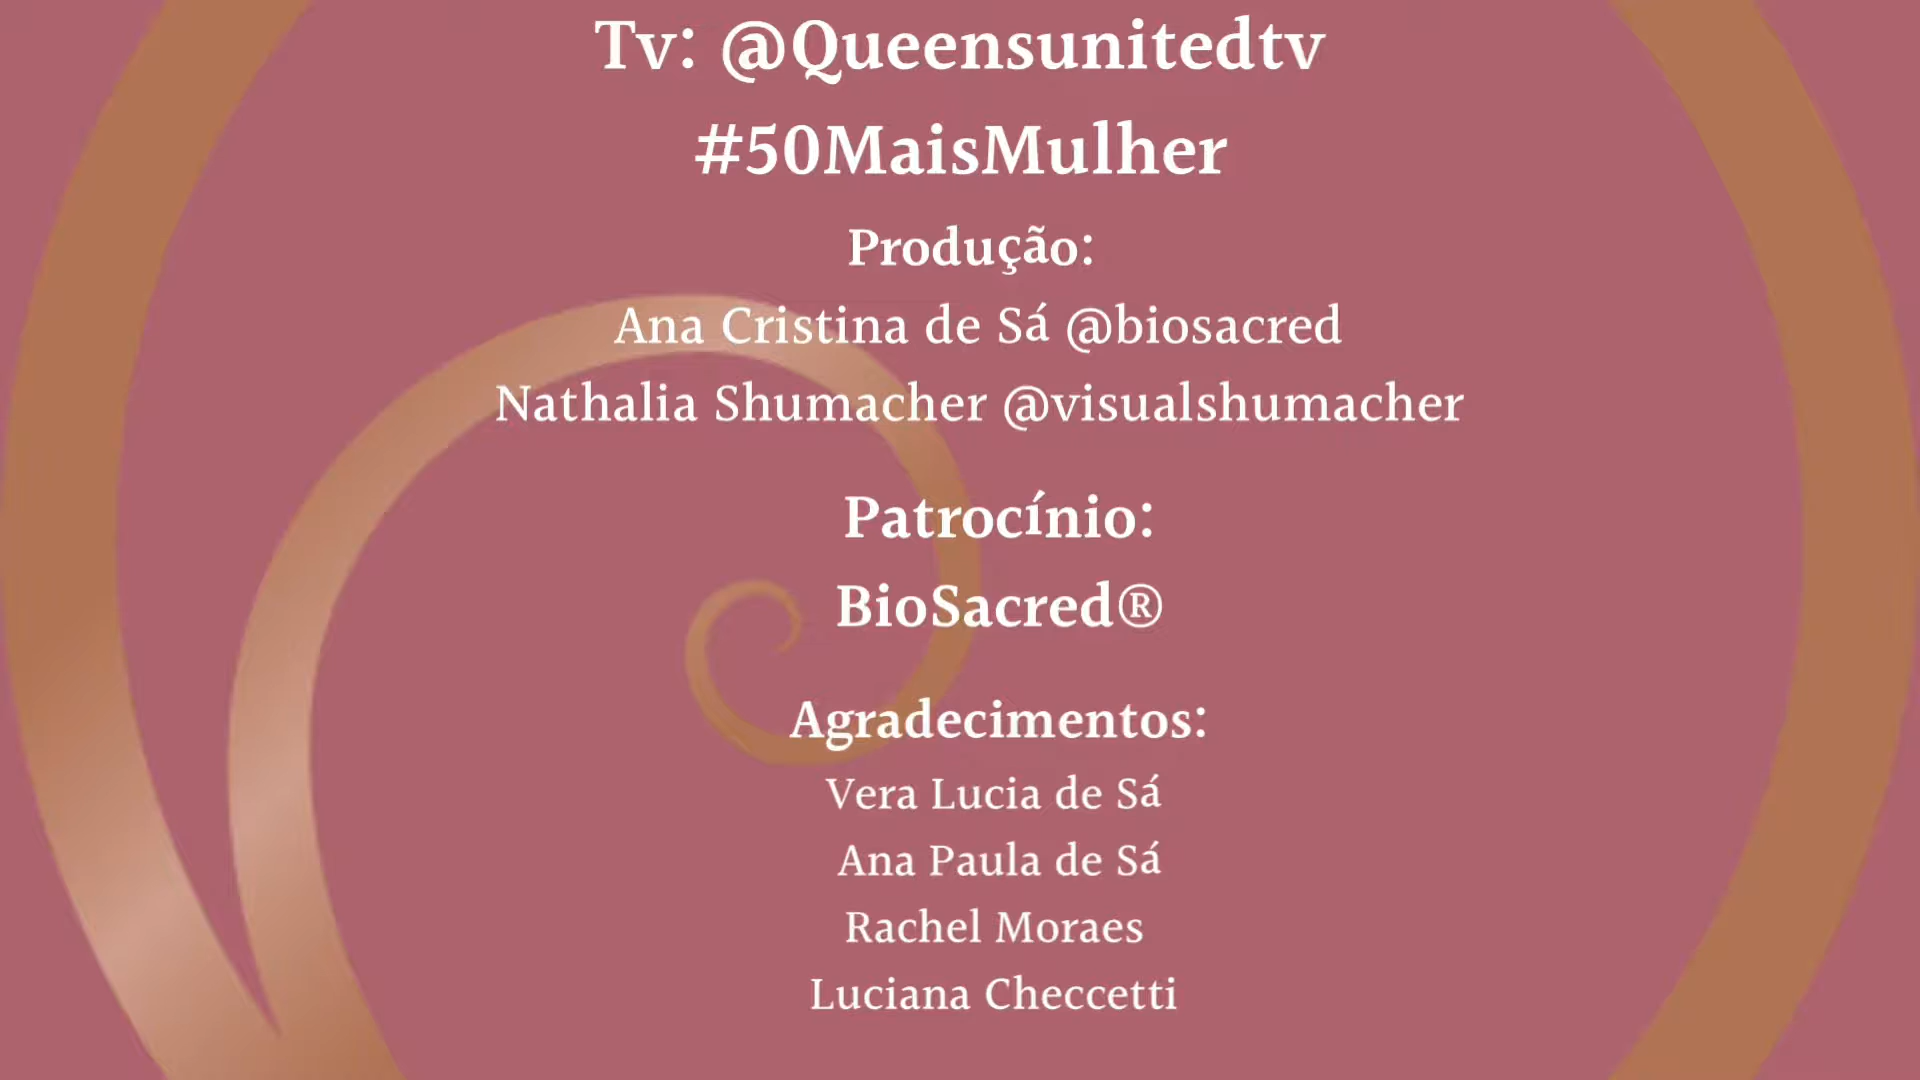 Tv: @Queensunitedtv
#50MaisMulher
Produção:
Ana Cristina de Sá @biosacred
Nathalia Shumacher @visualshumacher
Patrocínio:
BioSacred®
Agradecimentos:
Vera Lucia de Sá
Ana Paula de Sá
Rachel Moraes
Luciana Checcetti